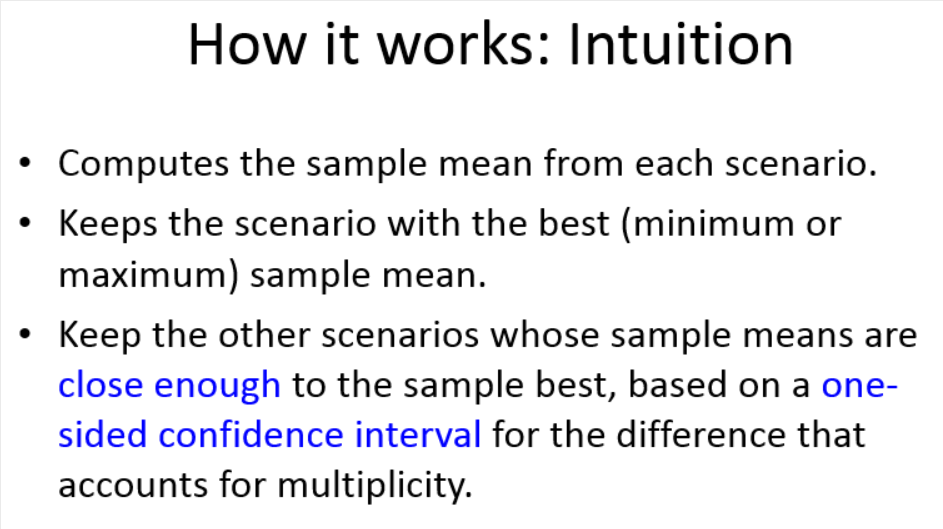 How it works: Intuition
• Computes the sample mean from each scenario.
• Keeps the scenario with the best (minimum or
maximum) sample mean.
• Keep the other scenarios whose sample means are
close enough to the sample best, based on a one-
sided confidence interval for the difference that
accounts for multiplicity.